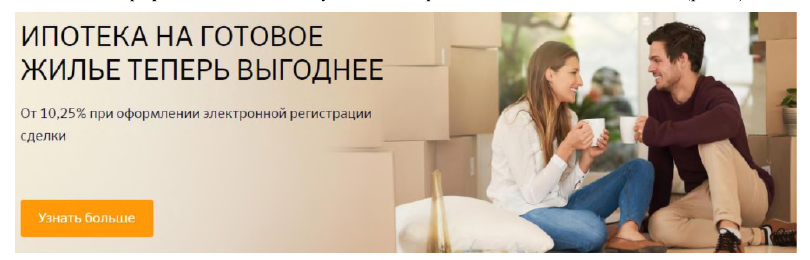 ИПОТЕКА НА ГОТОВОЕ
ЖИЛЬЕ ТЕПЕРЬ ВЫГОДНЕЕ
От 10,25% при оформлении электронной регистрации
сделки
Узнать больше